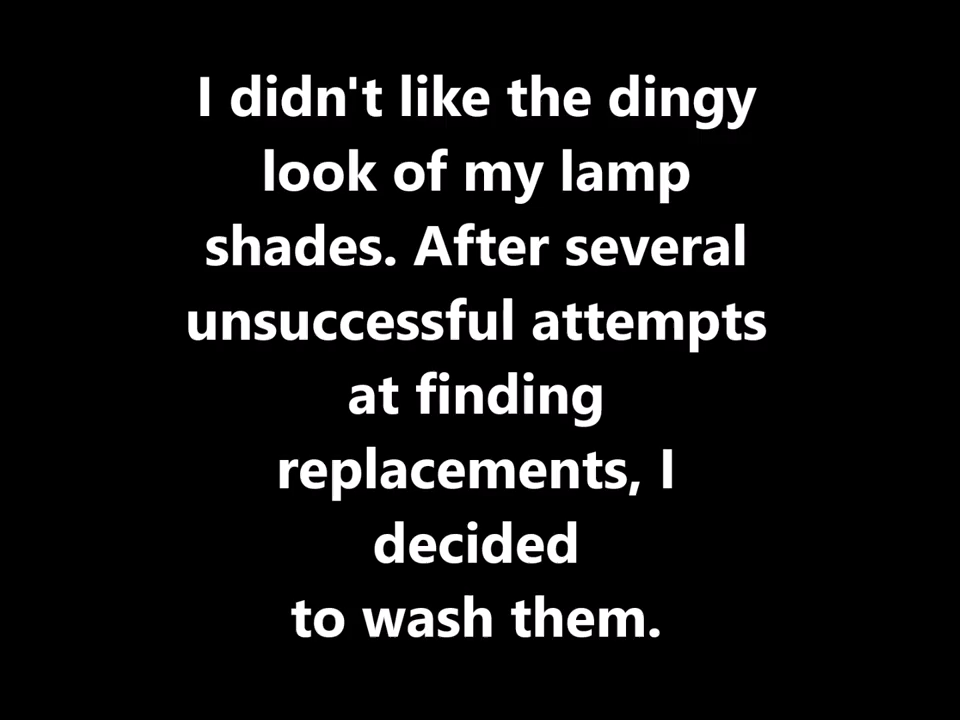 I didn't like the dingy
look of my lamp
shades. After several
unsuccessful attempts
at finding
replacements, I
decided
to wash them.